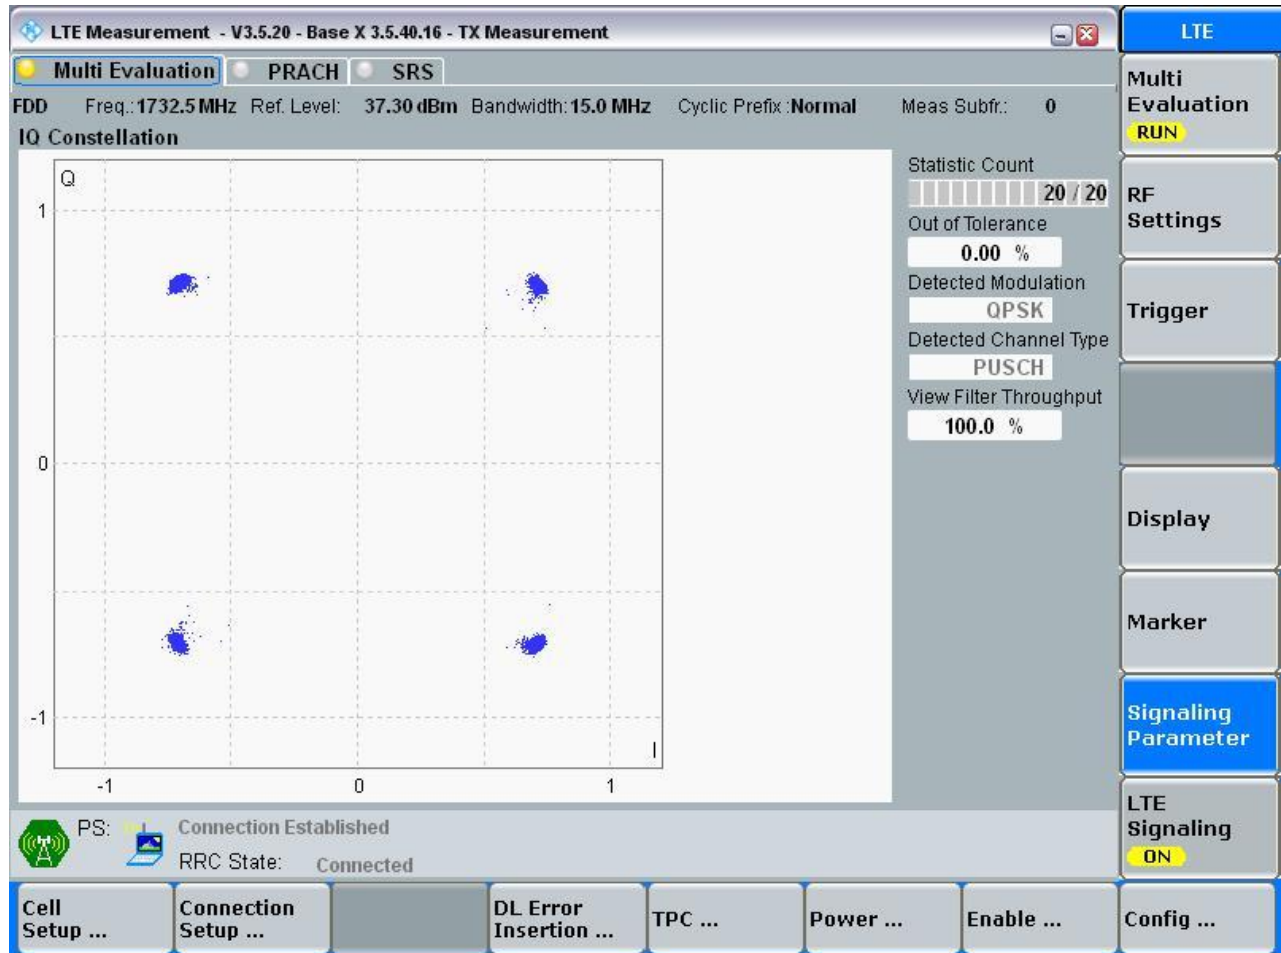 LTE Measurement - V3.5.20 - Base X 3.5.40.16 - TX Measurement
LTE
Multi Evaluation PRACH SRS
FDD Freq.: 1732.5 MHz Ref. Level: 37.30 dBm Bandwidth: 15.0 MHz Cyclic Prefix : Normal Meas Subfr.: 0
IQ Constellation
Q
1
0
-1
I
-1 0 1
Statistic Count
20 / 20
Out of Tolerance
0.00 %
Detected Modulation
QPSK
Detected Channel Type
PUSCH
View Filter Throughput
100.0 %
Multi
Evaluation
RUN
RF
Settings
Trigger
Display
Marker
Signaling
Parameter
LTE
Signaling
ON
PS: Connection Established
RRC State: Connected
Cell
Setup ...
Connection
Setup ...
DL Error
Insertion ...
TPC ...
Power ...
Enable ...
Config ...